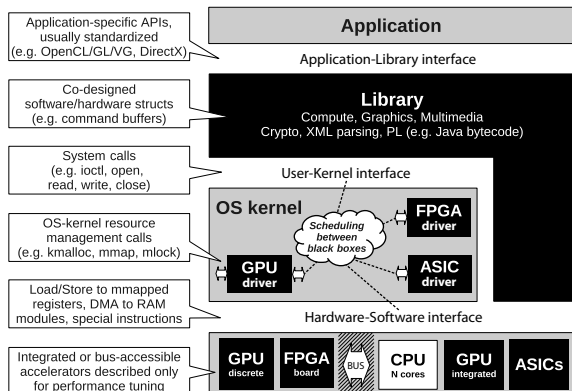 Application-specific APIs,
usually standardized
(e.g. OpenCL/GL/VG, DirectX)
Application
Application-Library interface
Co-designed
software/hardware structs
(e.g. command buffers)
Library
Compute, Graphics, Multimedia
Crypto, XML parsing, PL (e.g. Java bytecode)
System calls
(e.g. ioctl, open,
read, write, close)
User-Kernel interface
OS-kernel resource
management calls
(e.g. kmalloc, mmap, mlock)
OS kernel
Scheduling
between
black boxes
FPGA
driver
GPU
driver
ASIC
driver
Load/Store to mmapped
registers, DMA to RAM
modules, special instructions
Hardware-Software interface
Integrated or bus-accessible
accelerators described only
for performance tuning
GPU
discrete
FPGA
board
BUS
CPU
N cores
GPU
integrated
ASICs